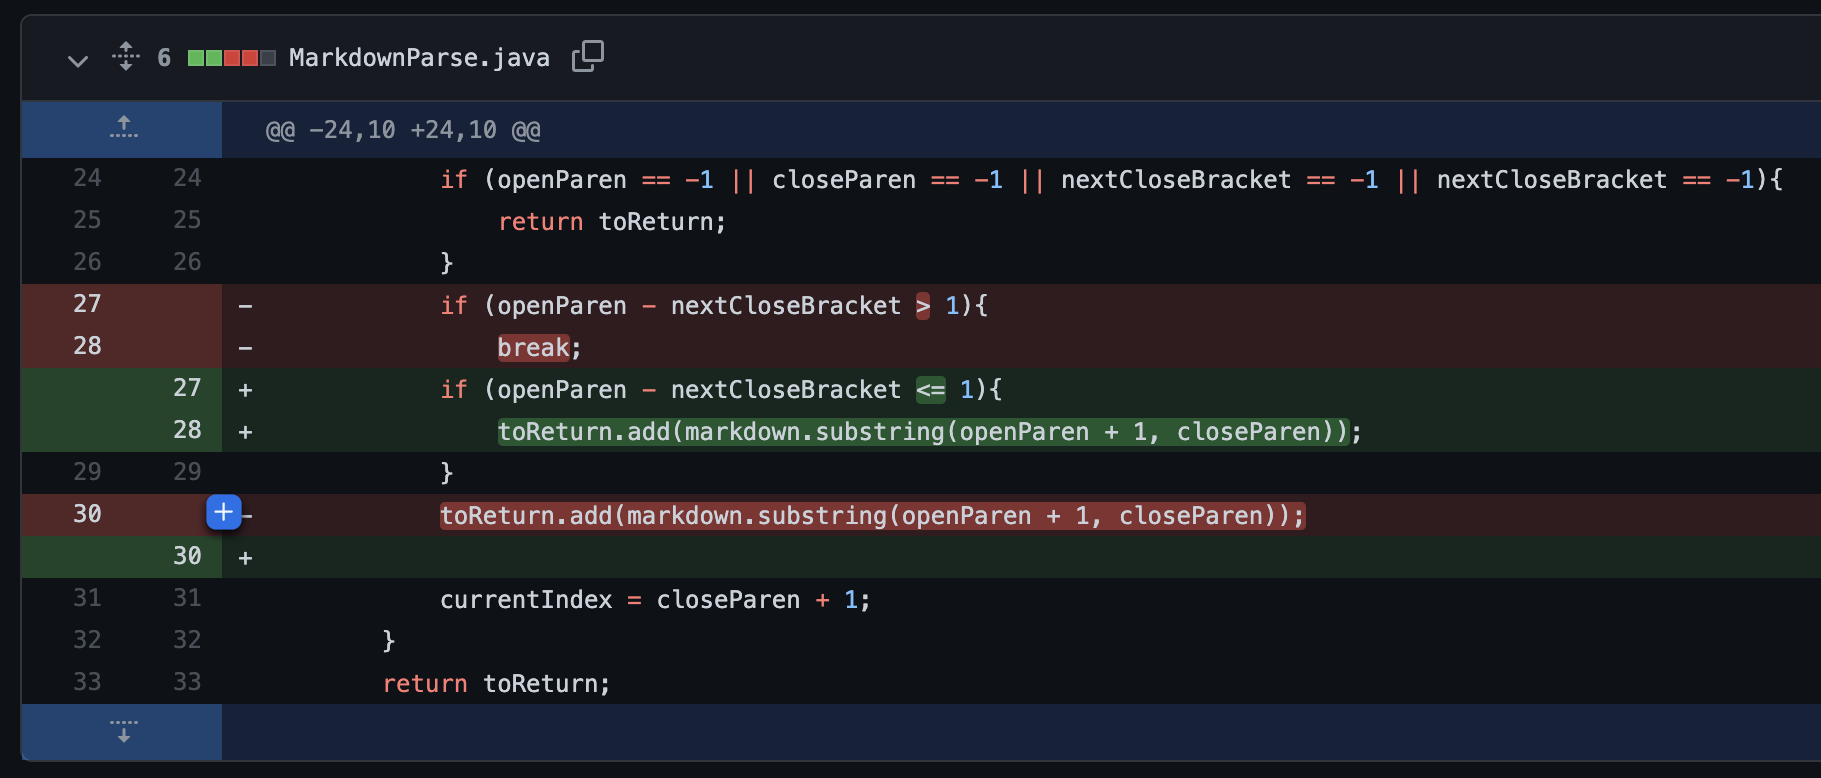 6 MarkdownParse.java
@@ -24,10 +24,10 @@
24 24 if (openParen == -1 || closeParen == -1 || nextCloseBracket == -1 || nextCloseBracket == -1){
25 25 return toReturn;
26 26 }
27 - if (openParen - nextCloseBracket > 1){
28 - break;
27 + if (openParen - nextCloseBracket <= 1){
28 + toReturn.add(markdown.substring(openParen + 1, closeParen));
29 29 }
30 + - toReturn.add(markdown.substring(openParen + 1, closeParen));
30 +
31 31 currentIndex = closeParen + 1;
32 32 }
33 33 return toReturn;